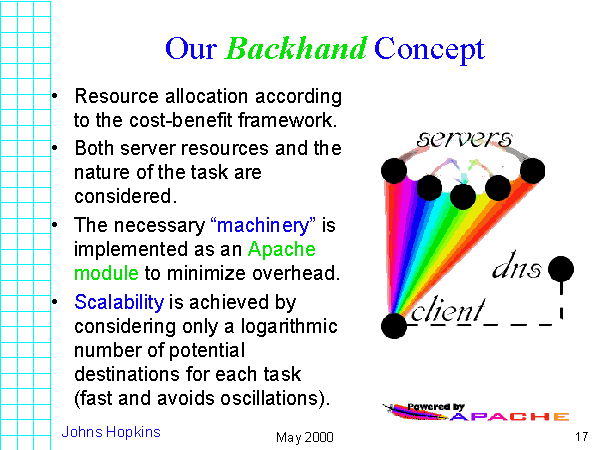 Our Backhand Concept
• Resource allocation according
to the cost-benefit framework.
• Both server resources and the
nature of the task are
considered.
• The necessary “machinery” is
implemented as an Apache
module to minimize overhead.
• Scalability is achieved by
considering only a logarithmic
number of potential
destinations for each task
(fast and avoids oscillations).
servers
dns
client
Powered by
APACHE
Johns Hopkins
May 2000
17